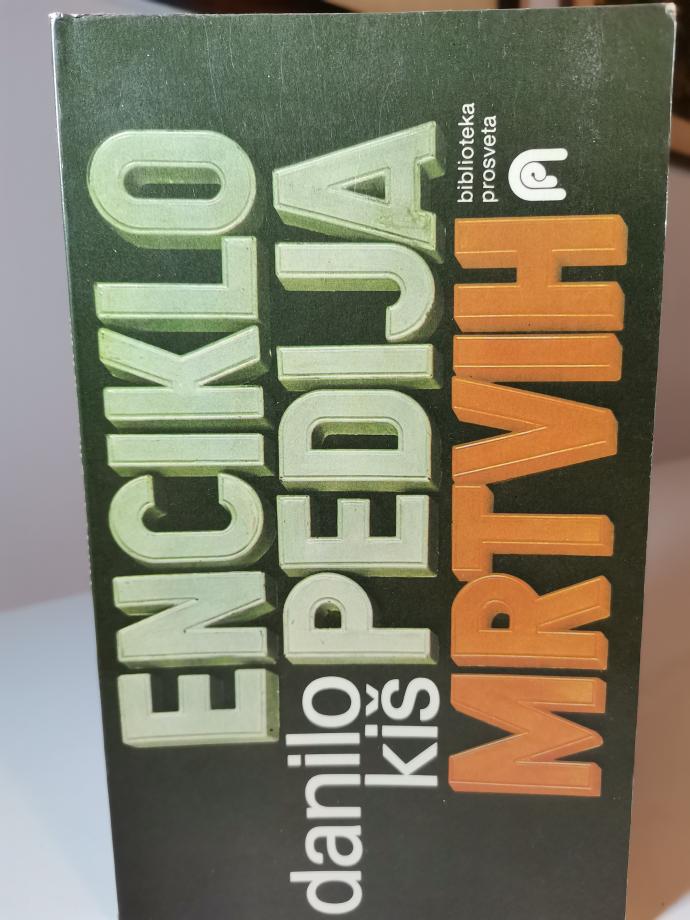 ENCIKLO
PEDIJA
MRTVIH
danilo
kiš
biblioteka
prosveta